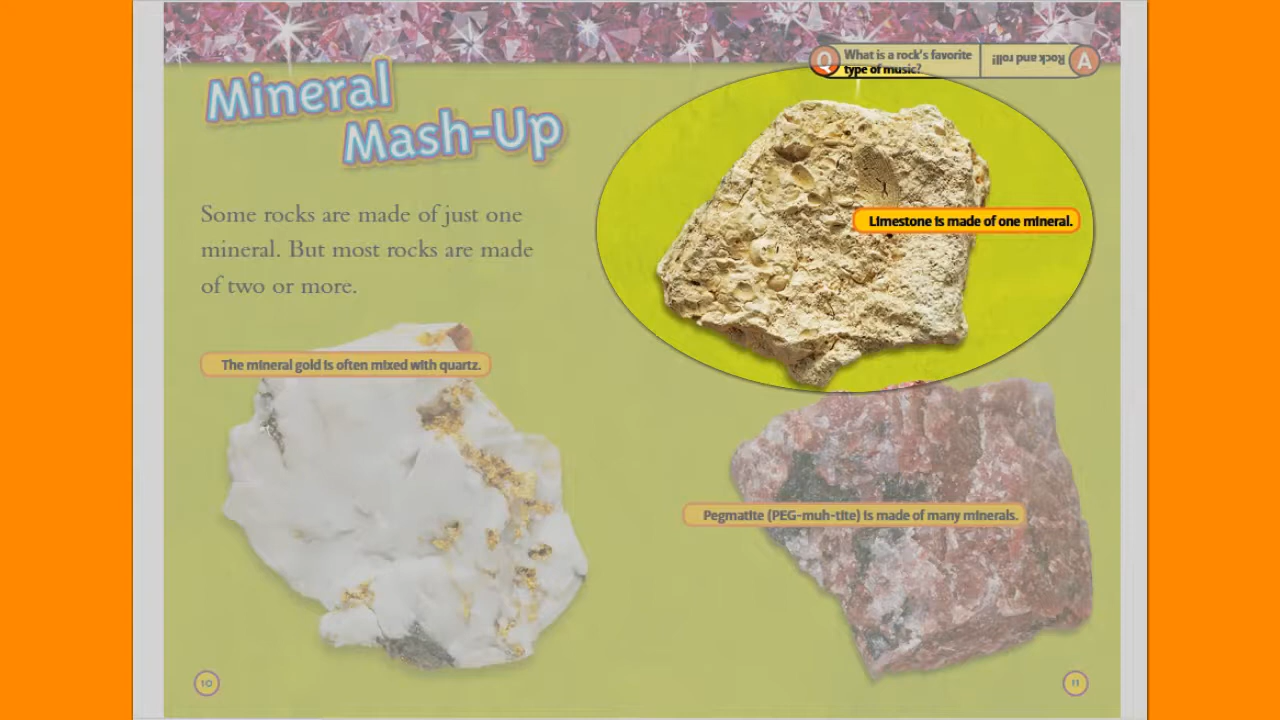 Mineral
Mash-Up
Q What is a rock's favorite
type of music?
Rock and roll! A
Some rocks are made of just one
mineral. But most rocks are made
of two or more.
Limestone is made of one mineral.
The mineral gold is often mixed with quartz.
Pegmatite (PEG-muh-tite) is made of many minerals.
10
11